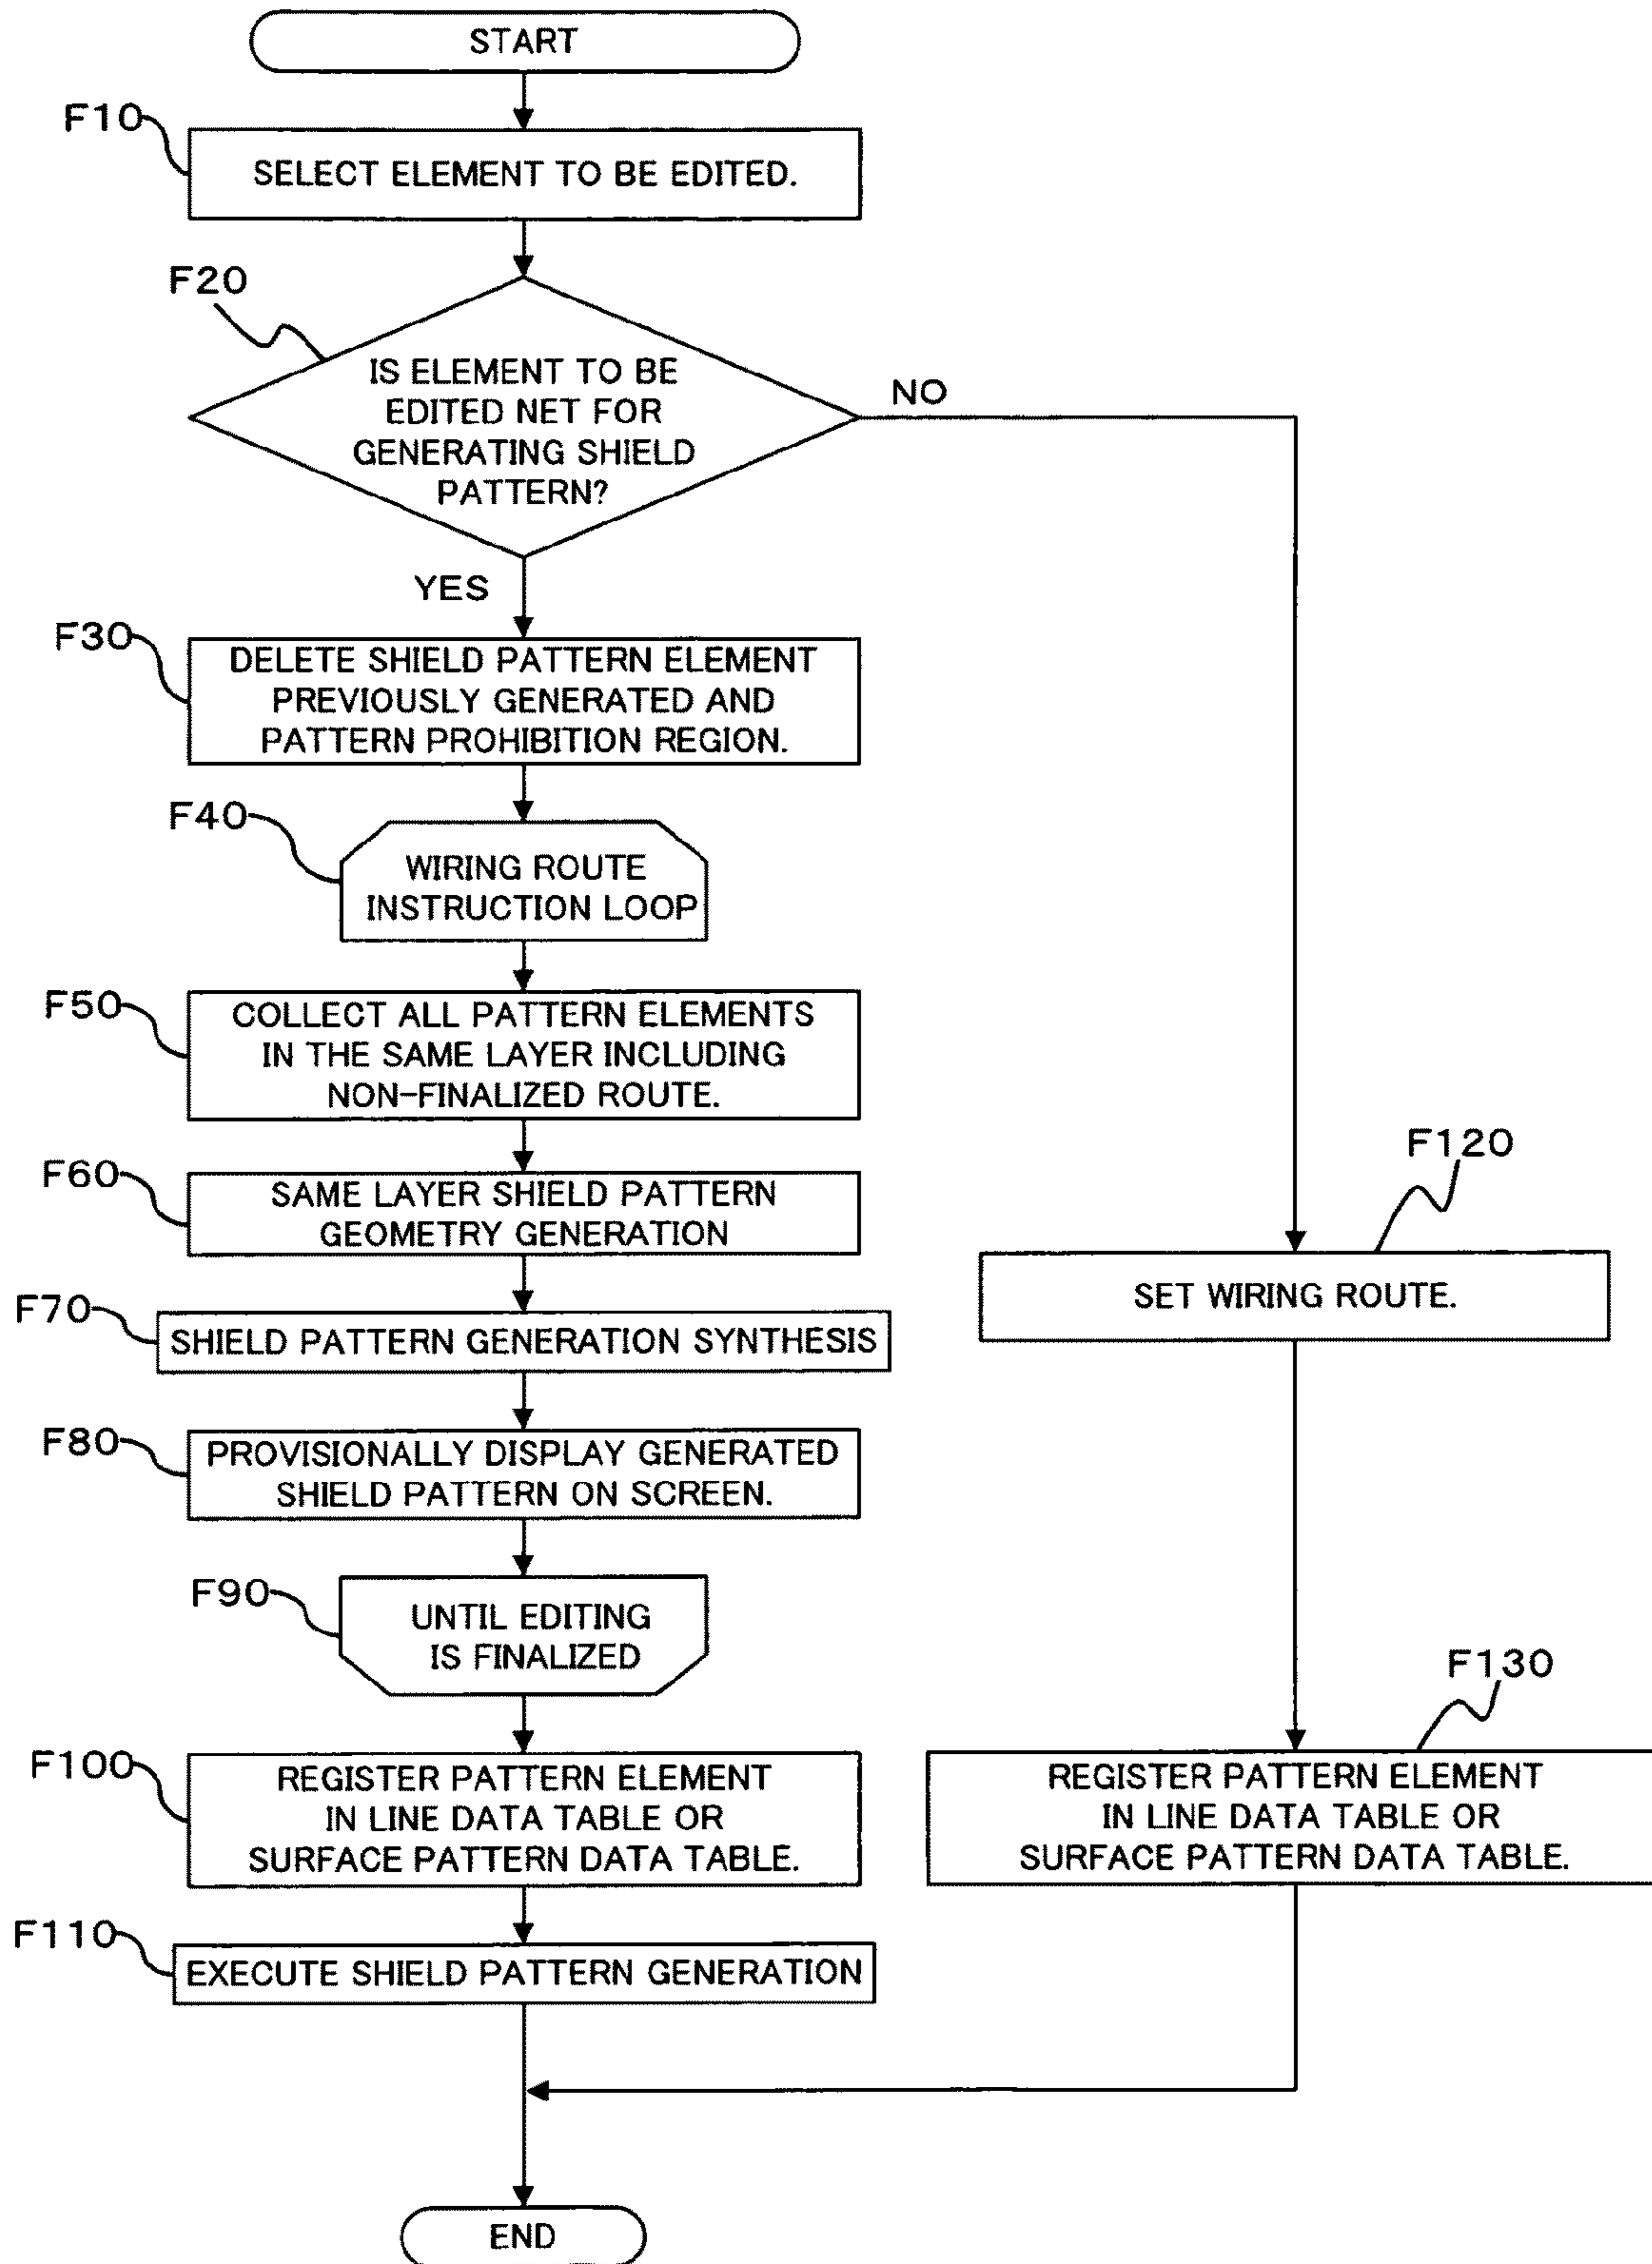 START
F10
SELECT ELEMENT TO BE EDITED.
F20
IS ELEMENT TO BE
EDITED NET FOR
GENERATING SHIELD
PATTERN?
NO
YES
F30
DELETE SHIELD PATTERN ELEMENT
PREVIOUSLY GENERATED AND
PATTERN PROHIBITION REGION.
F40
WIRING ROUTE
INSTRUCTION LOOP
F50
COLLECT ALL PATTERN ELEMENTS
IN THE SAME LAYER INCLUDING
NON-FINALIZED ROUTE.
F60
SAME LAYER SHIELD PATTERN
GEOMETRY GENERATION
F70
SHIELD PATTERN GENERATION SYNTHESIS
F80
PROVISIONALLY DISPLAY GENERATED
SHIELD PATTERN ON SCREEN.
F90
UNTIL EDITING
IS FINALIZED
F100
REGISTER PATTERN ELEMENT
IN LINE DATA TABLE OR
SURFACE PATTERN DATA TABLE.
F110
EXECUTE SHIELD PATTERN GENERATION
F120
SET WIRING ROUTE.
F130
REGISTER PATTERN ELEMENT
IN LINE DATA TABLE OR
SURFACE PATTERN DATA TABLE.
END